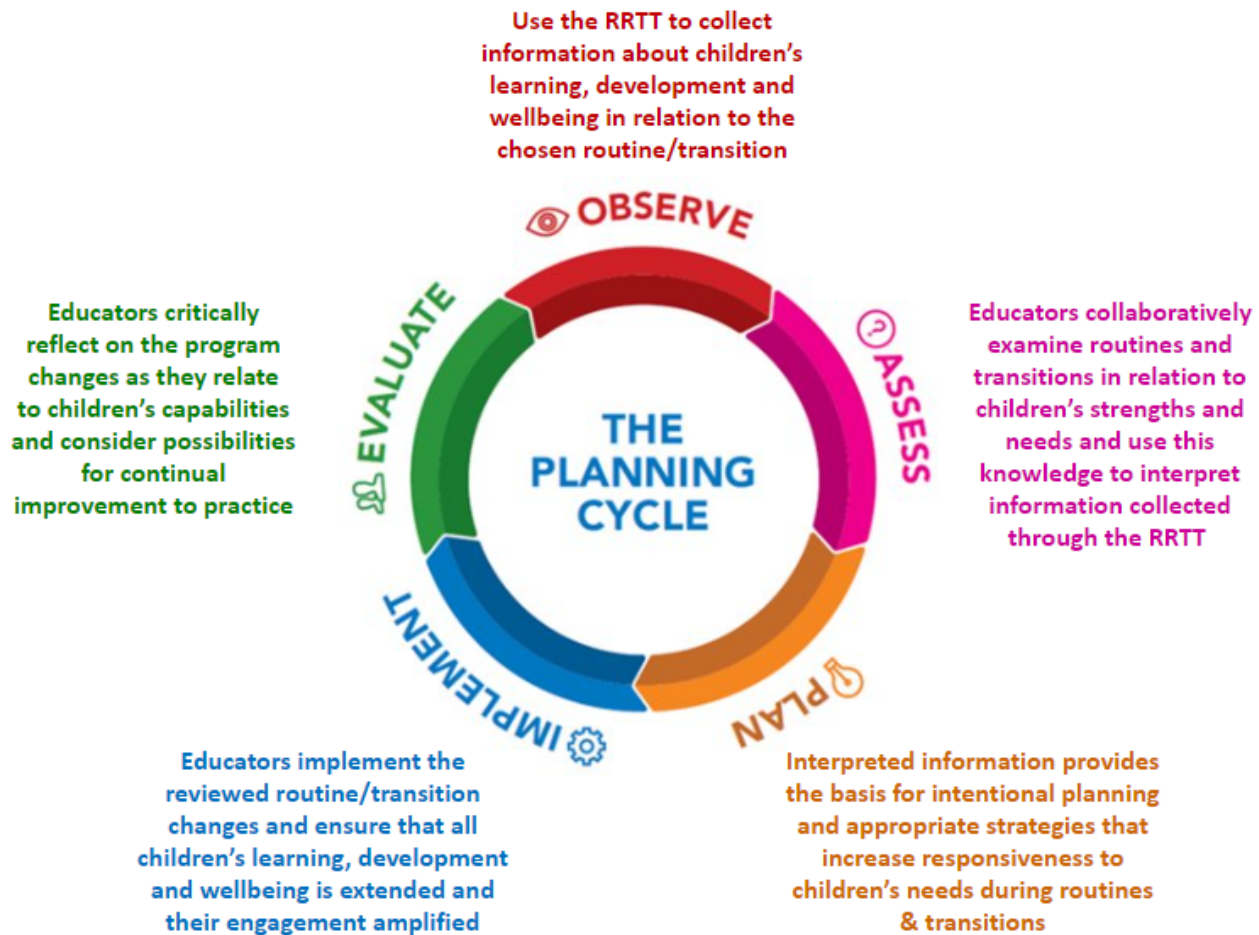 Use the RRTT to collect
information about children's
learning, development and
wellbeing in relation to the
chosen routine/transition
OBSERVE
Educators collaboratively
examine routines and
transitions in relation to
children's strengths and
needs and use this
knowledge to interpret
information collected
through the RRTT
? ASSESS
Interpreted information provides
the basis for intentional planning
and appropriate strategies that
increase responsiveness to
children's needs during routines
& transitions
PLAN
Educators implement the
reviewed routine/transition
changes and ensure that all
children's learning, development
and wellbeing is extended and
their engagement amplified
IMPLEMENT
Educators critically
reflect on the program
changes as they relate
to children's capabilities
and consider possibilities
for continual
improvement to practice
EVALUATE
THE
PLANNING
CYCLE